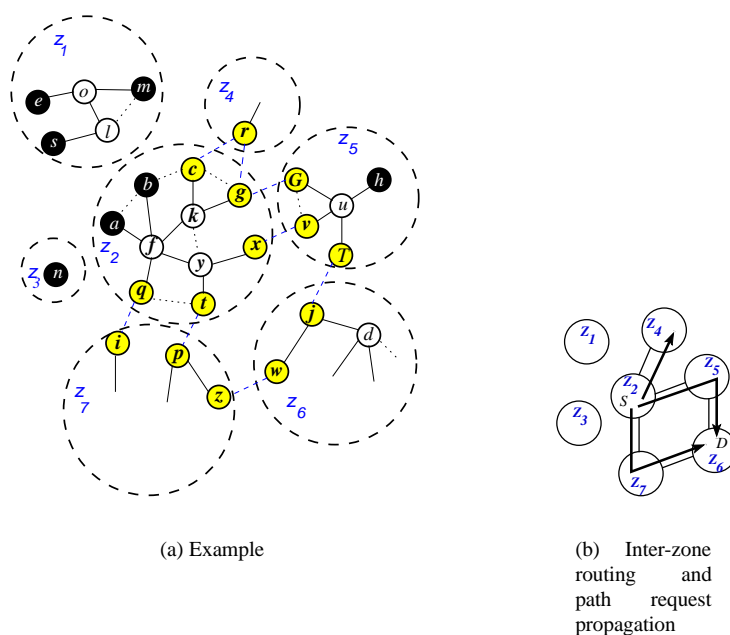 z1
o
m
e
s
l
z4
r
z5
c
b
g
G
h
k
u
a
z2
f
v
x
y
T
z3
n
q
t
j
i
p
d
w
z
z7
z6
(a) Example
z4
z1
z2
z5
S
z3
D
z6
z7
(b) Inter-zone
routing and
path request
propagation